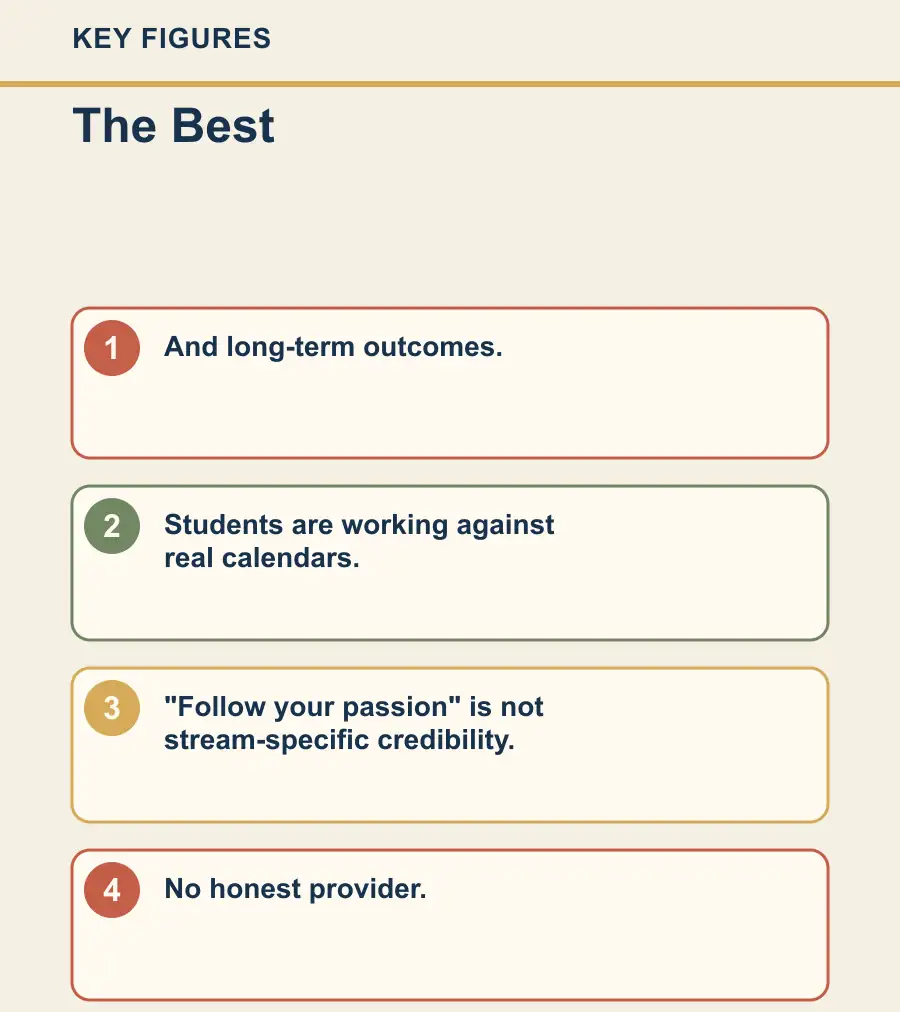 KEY FIGURES
The Best
1
And long-term outcomes.
2
Students are working against
real calendars.
3
"Follow your passion" is not
stream-specific credibility.
4
No honest provider.